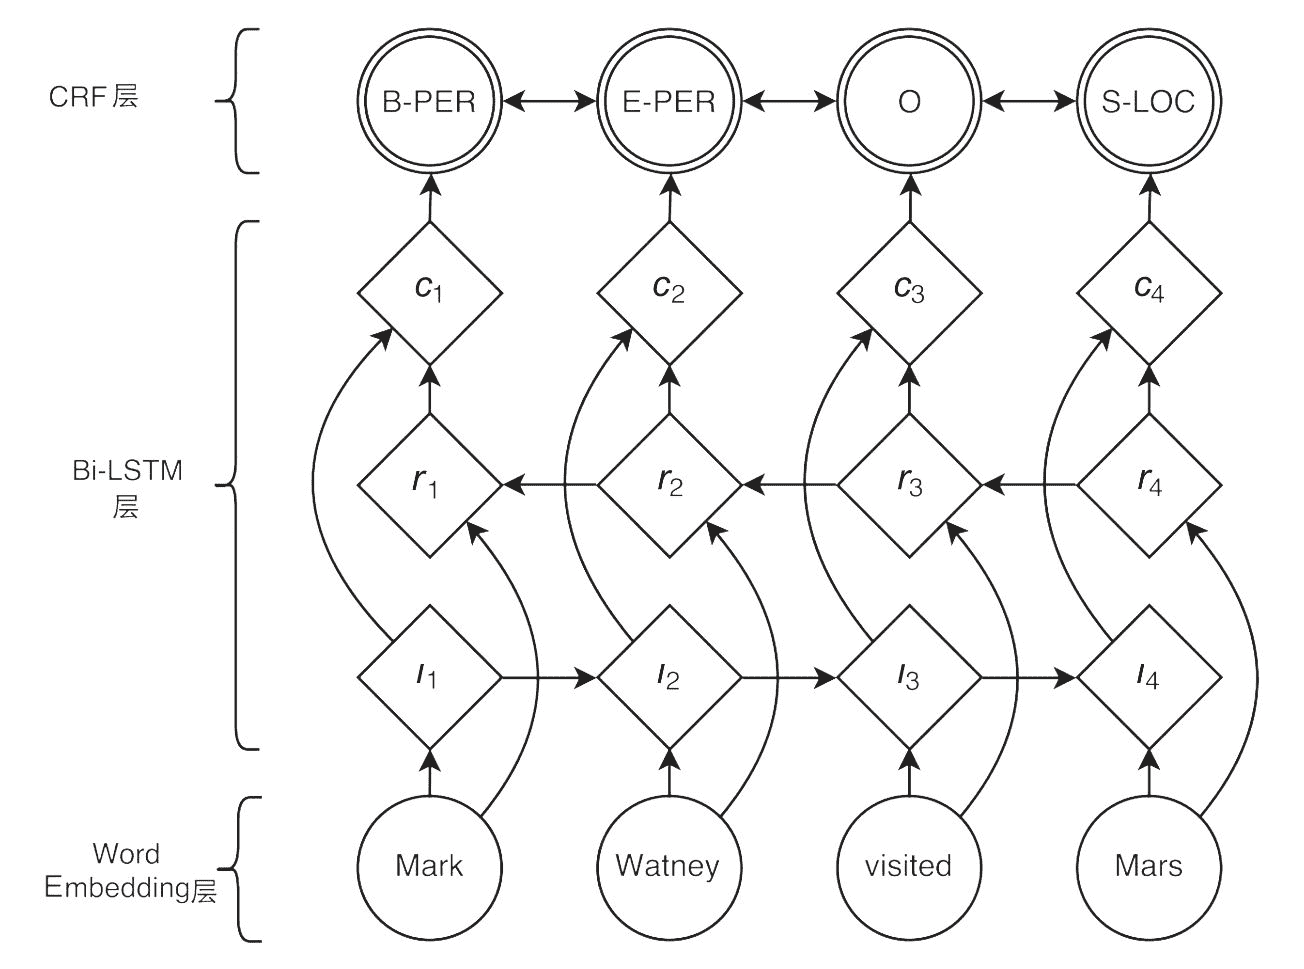 CRF层
B-PER
E-PER
O
S-LOC
c1
c2
c3
c4
Bi-LSTM
层
r1
r2
r3
r4
l1
l2
l3
l4
Word
Embedding层
Mark
Watney
visited
Mars